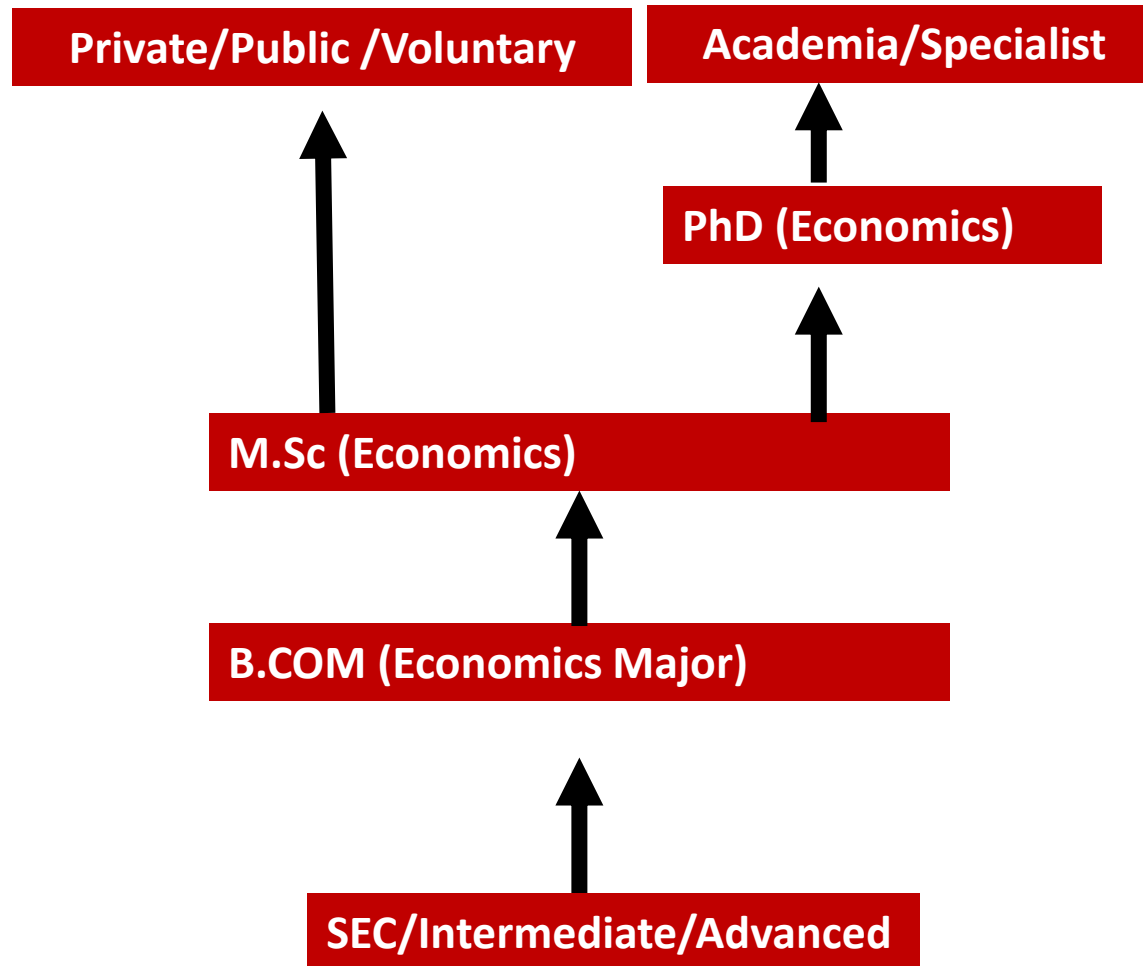 Private/Public /Voluntary
Academia/Specialist
PhD (Economics)
M.Sc (Economics)
B.COM (Economics Major)
SEC/Intermediate/Advanced